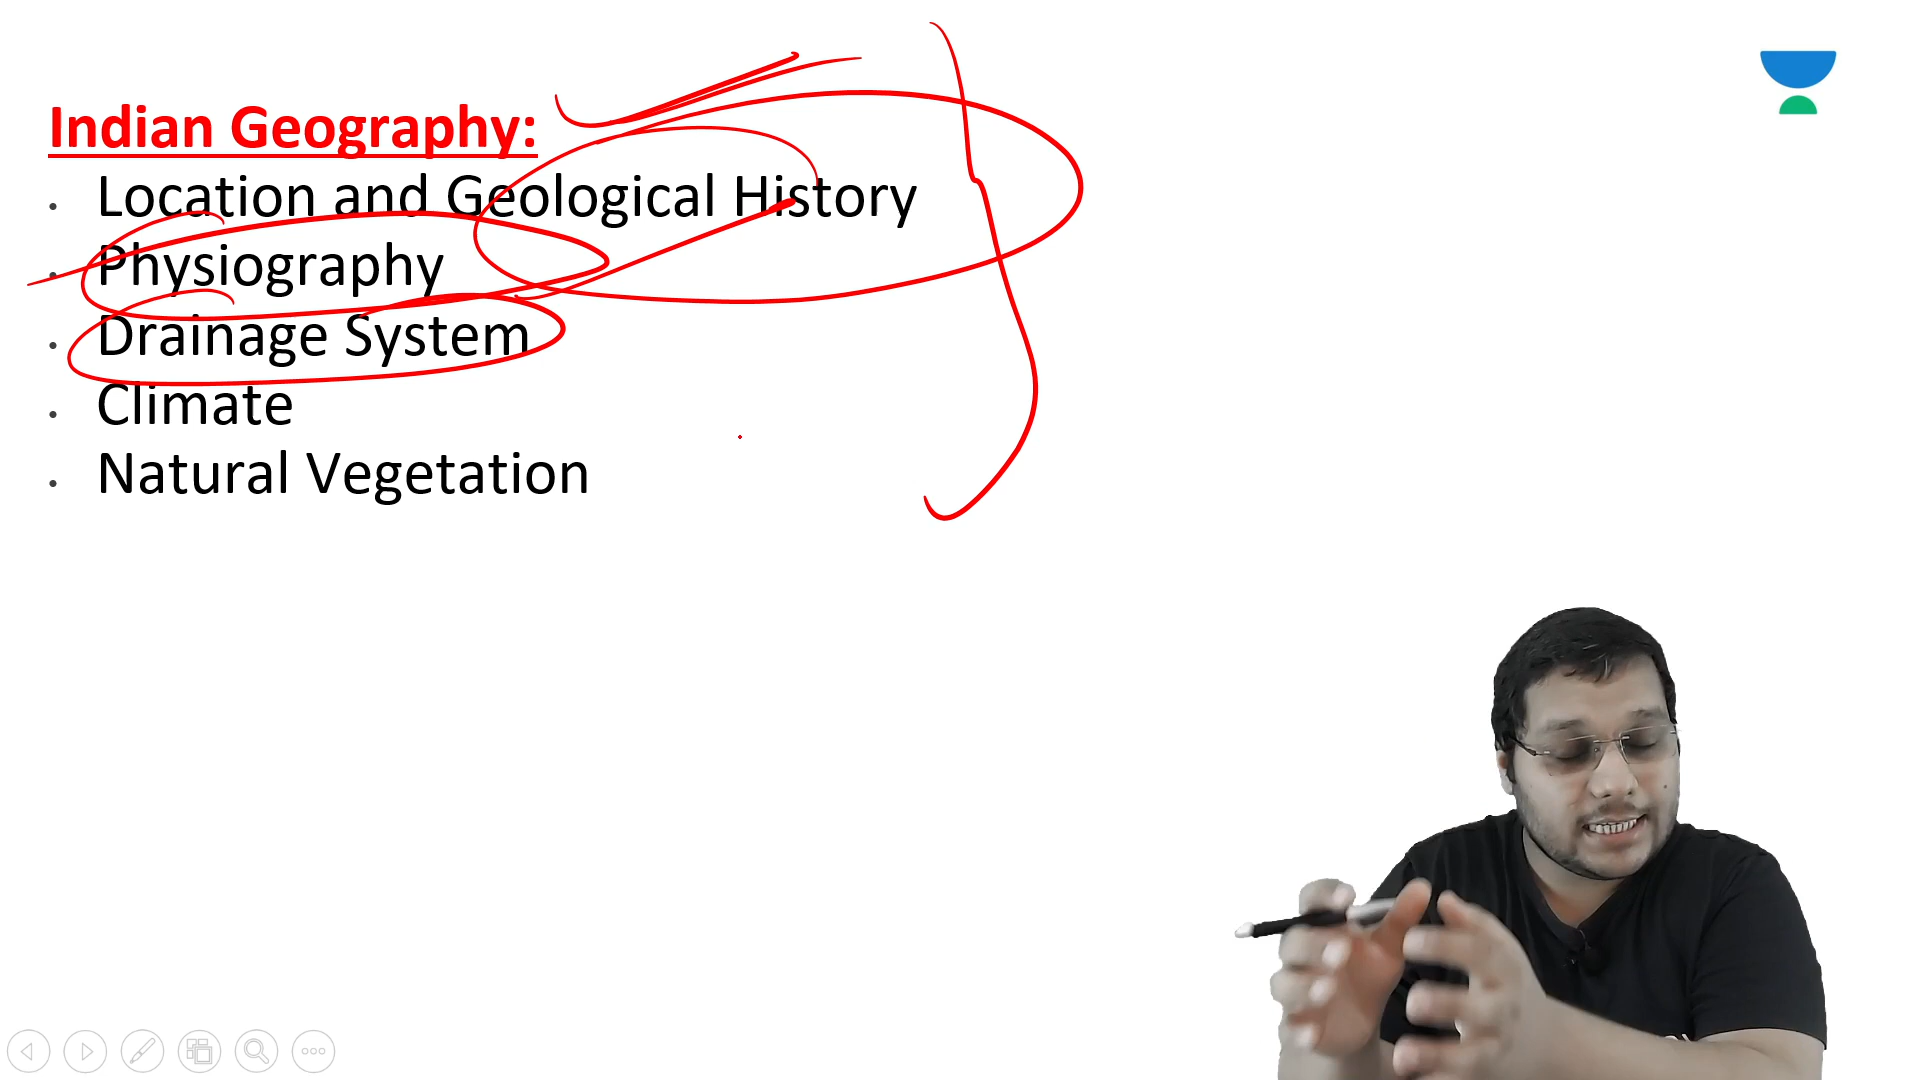 Indian Geography:
• Location and Geological History
• Physiography
• Drainage System
• Climate
• Natural Vegetation